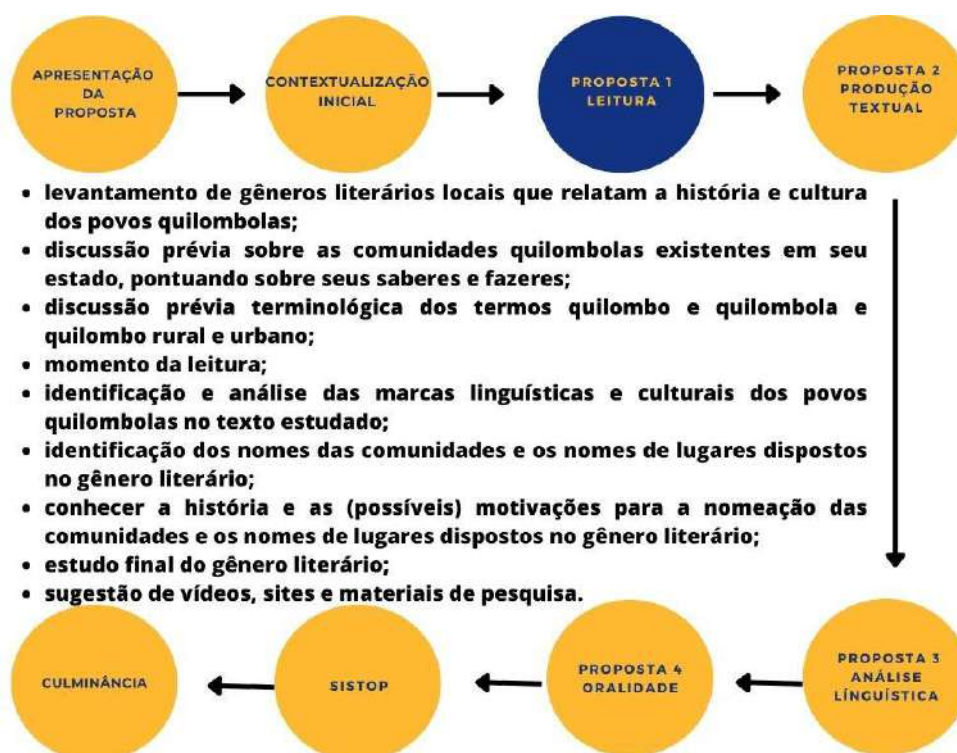 APRESENTAÇÃO
DA
PROPOSTA
CONTEXTUALIZAÇÃO
INICIAL
PROPOSTA 1
LEITURA
PROPOSTA 2
PRODUÇÃO
TEXTUAL
• levantamento de gêneros literários locais que relatam a história e cultura
dos povos quilombolas;
• discussão prévia sobre as comunidades quilombolas existentes em seu
estado, pontuando sobre seus saberes e fazeres;
• discussão prévia terminológica dos termos quilombo e quilombola e
quilombo rural e urbano;
• momento da leitura;
• identificação e análise das marcas linguísticas e culturais dos povos
quilombolas no texto estudado;
• identificação dos nomes das comunidades e os nomes de lugares dispostos
no gênero literário;
• conhecer a história e as (possíveis) motivações para a nomeação das
comunidades e os nomes de lugares dispostos no gênero literário;
• estudo final do gênero literário;
• sugestão de vídeos, sites e materiais de pesquisa.
CULMINÂNCIA
SISTOP
PROPOSTA 4
ORALIDADE
PROPOSTA 3
ANÁLISE
LÍNGUÍSTICA